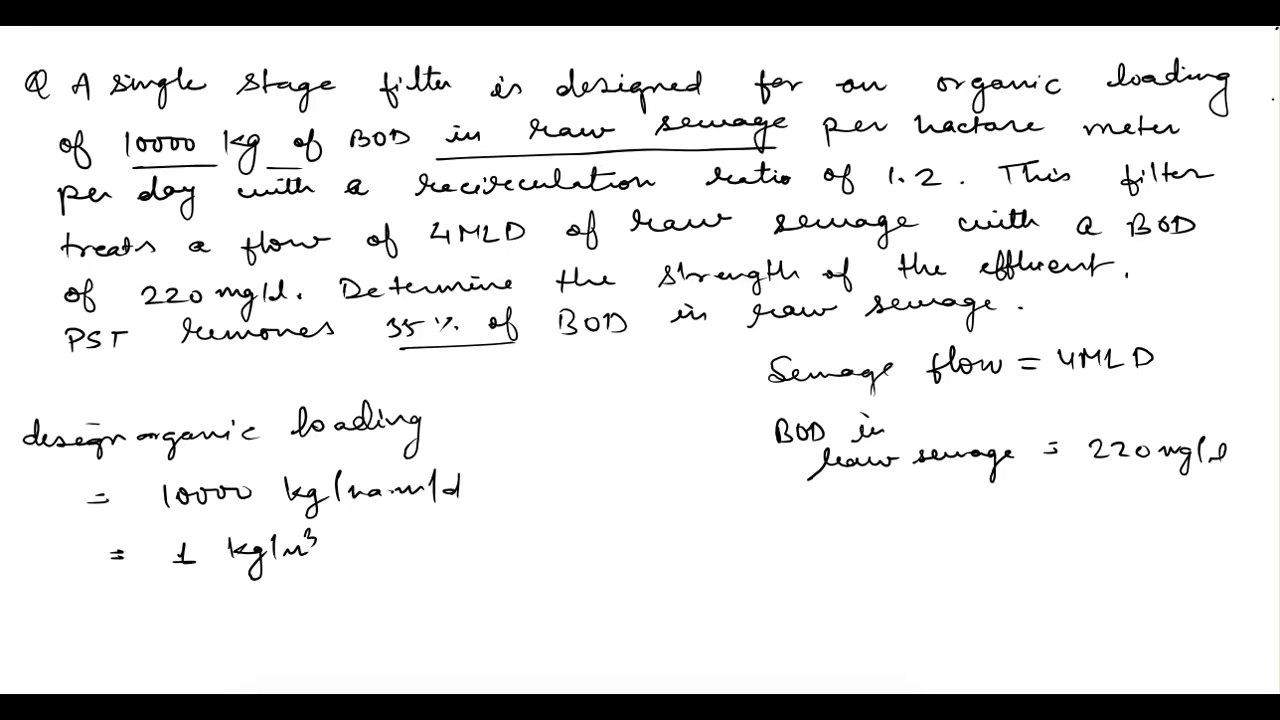 Q A single stage filter is designed for an organic loading
of 10000 kg of BOD in raw sewage per hactare meter
per day with a recirculation ratio of 1.2. This filter
treats a flow of 4MLD of raw sewage with a BOD
of 220 mg/l. Determine the strength of the effluent.
PST removes 35% of BOD in raw sewage.
Sewage flow = 4MLD
BOD in
raw sewage = 220 mg/l
design organic loading
= 10000 kg/ha.m/d
= 1 kg/m³